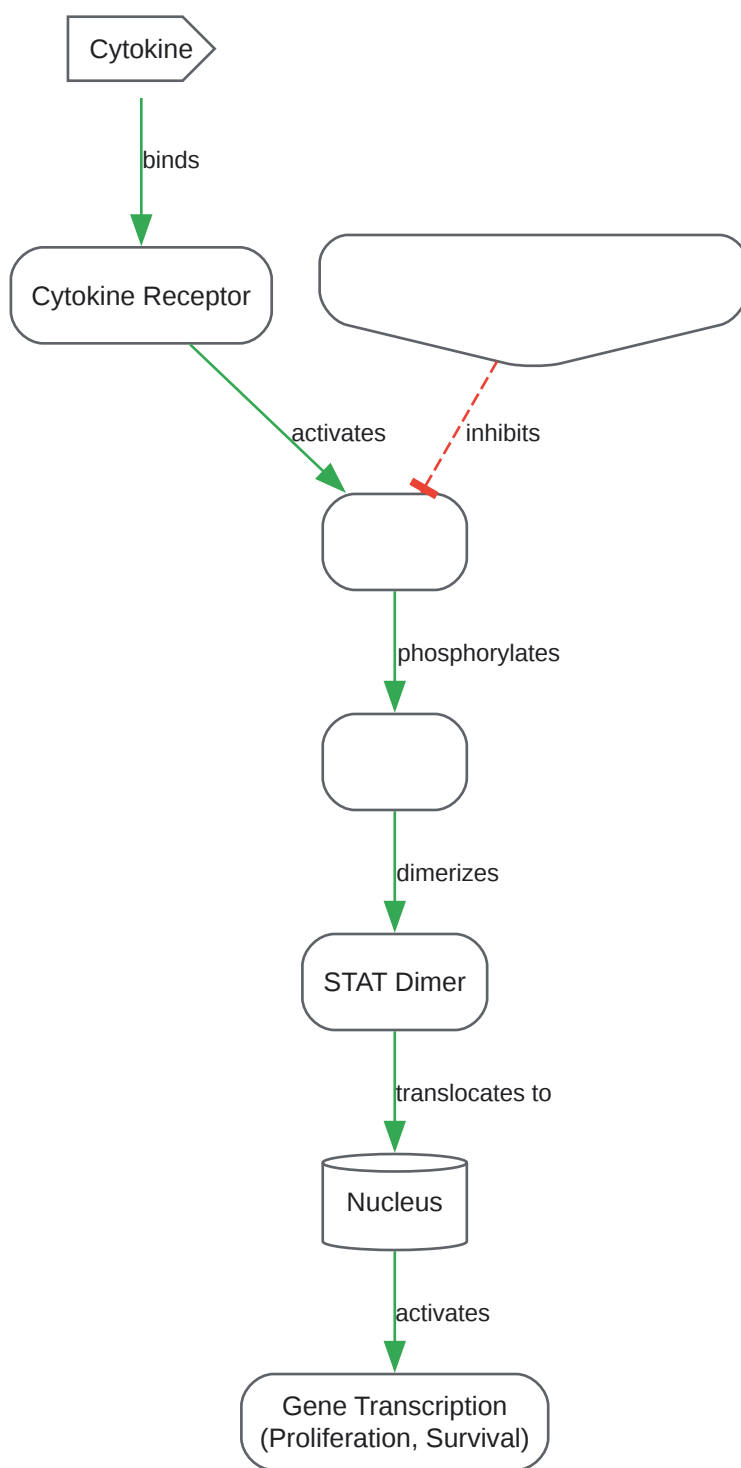 Cytokine
binds
Cytokine Receptor
activates
inhibits
phosphorylates
dimerizes
STAT Dimer
translocates to
Nucleus
activates
Gene Transcription
(Proliferation, Survival)